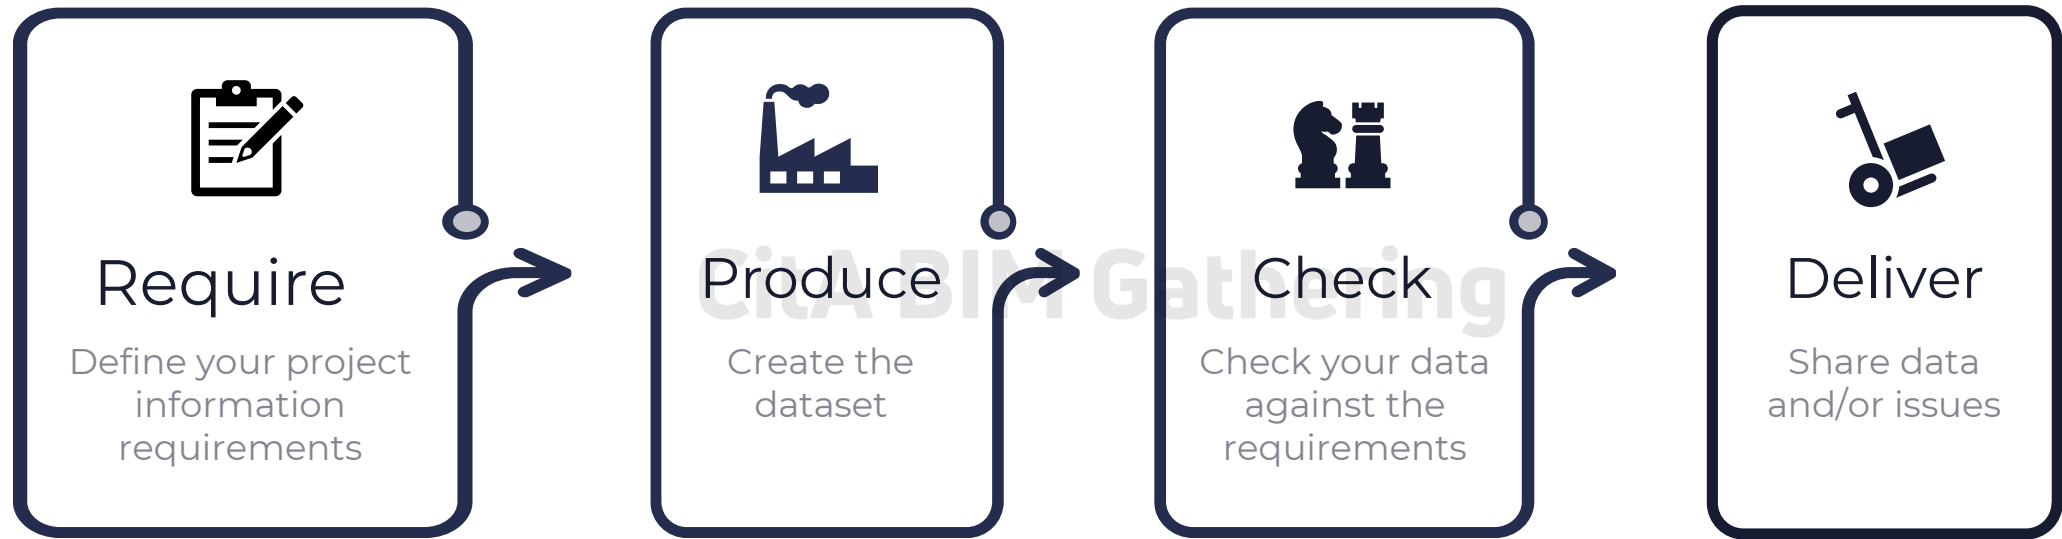 Require
Define your project
information
requirements
Produce
Create the
dataset
Check
Check your data
against the
requirements
Deliver
Share data
and/or issues
CitA BIM Gathering